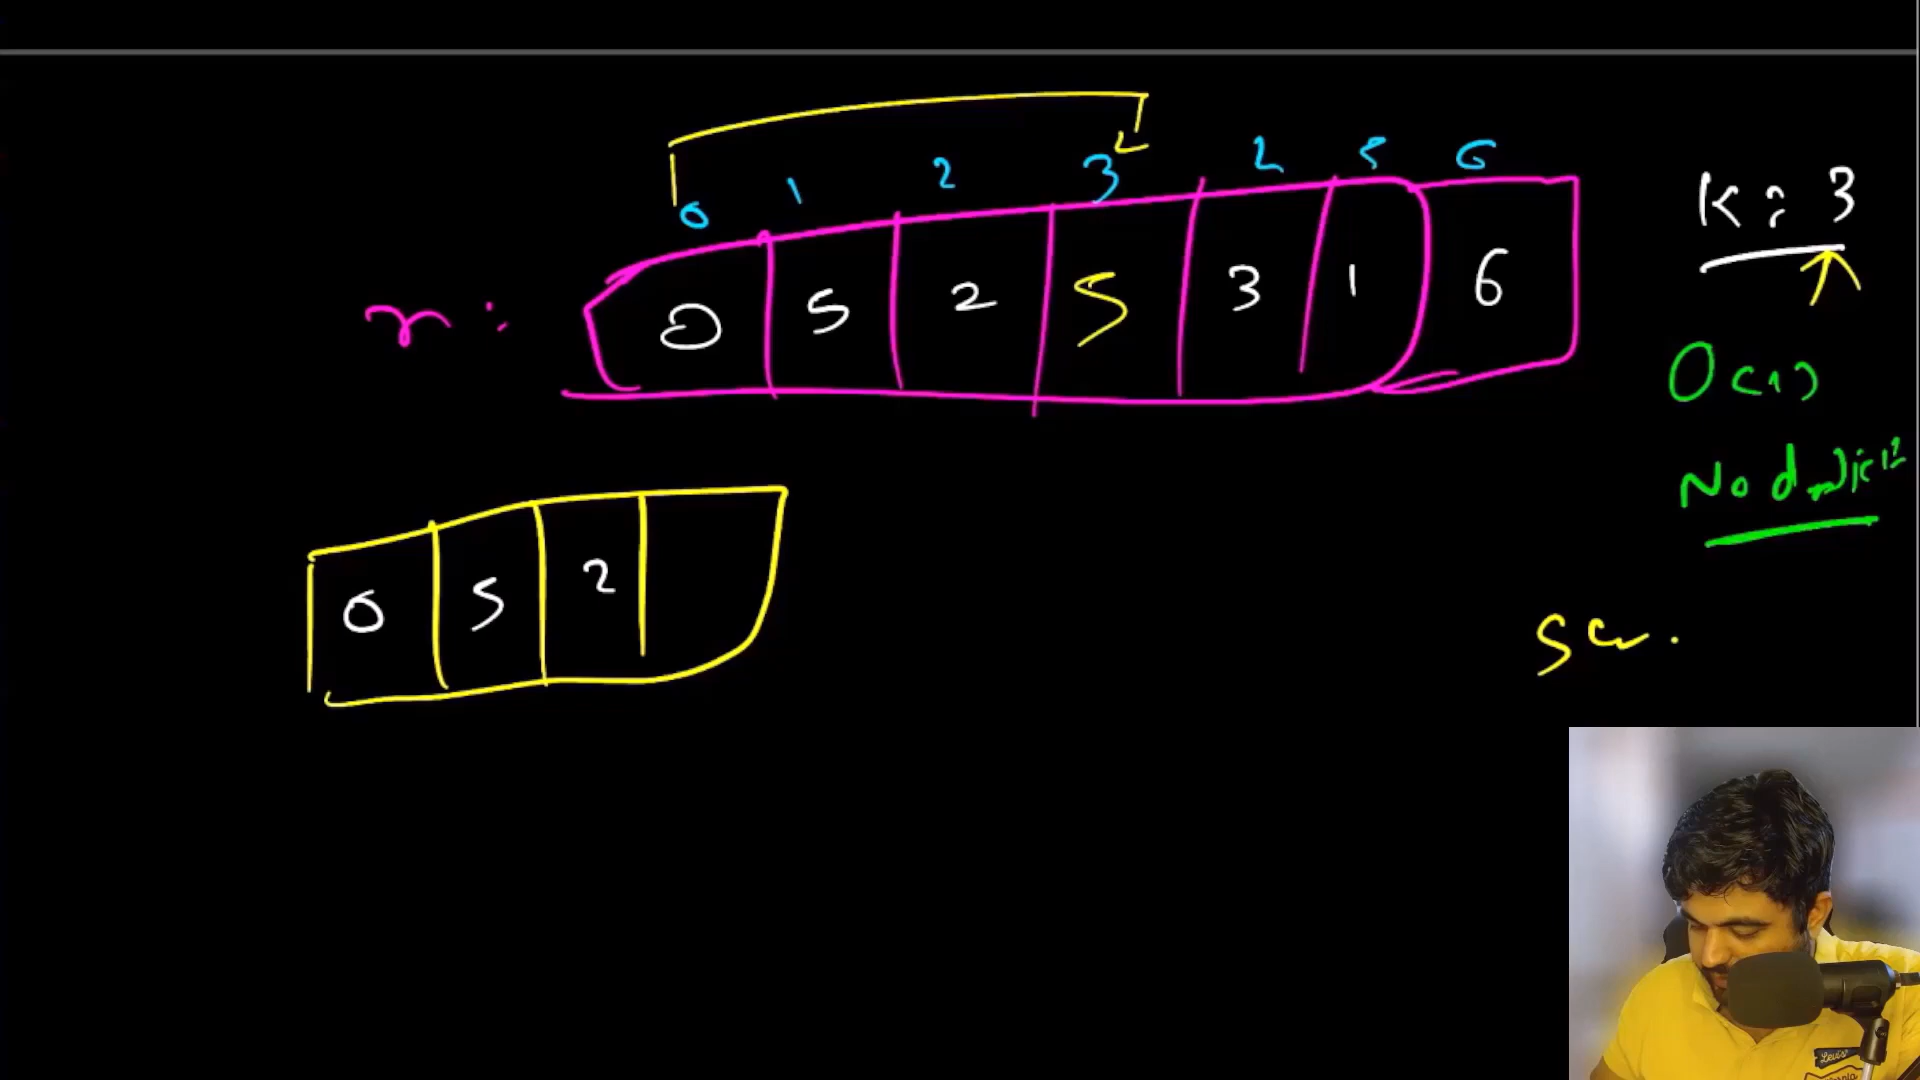 0 1 2 3 2 5 6
r: 0 5 2 5 3 1 6
K: 3
O(1)
No
0 5 2
Levi's